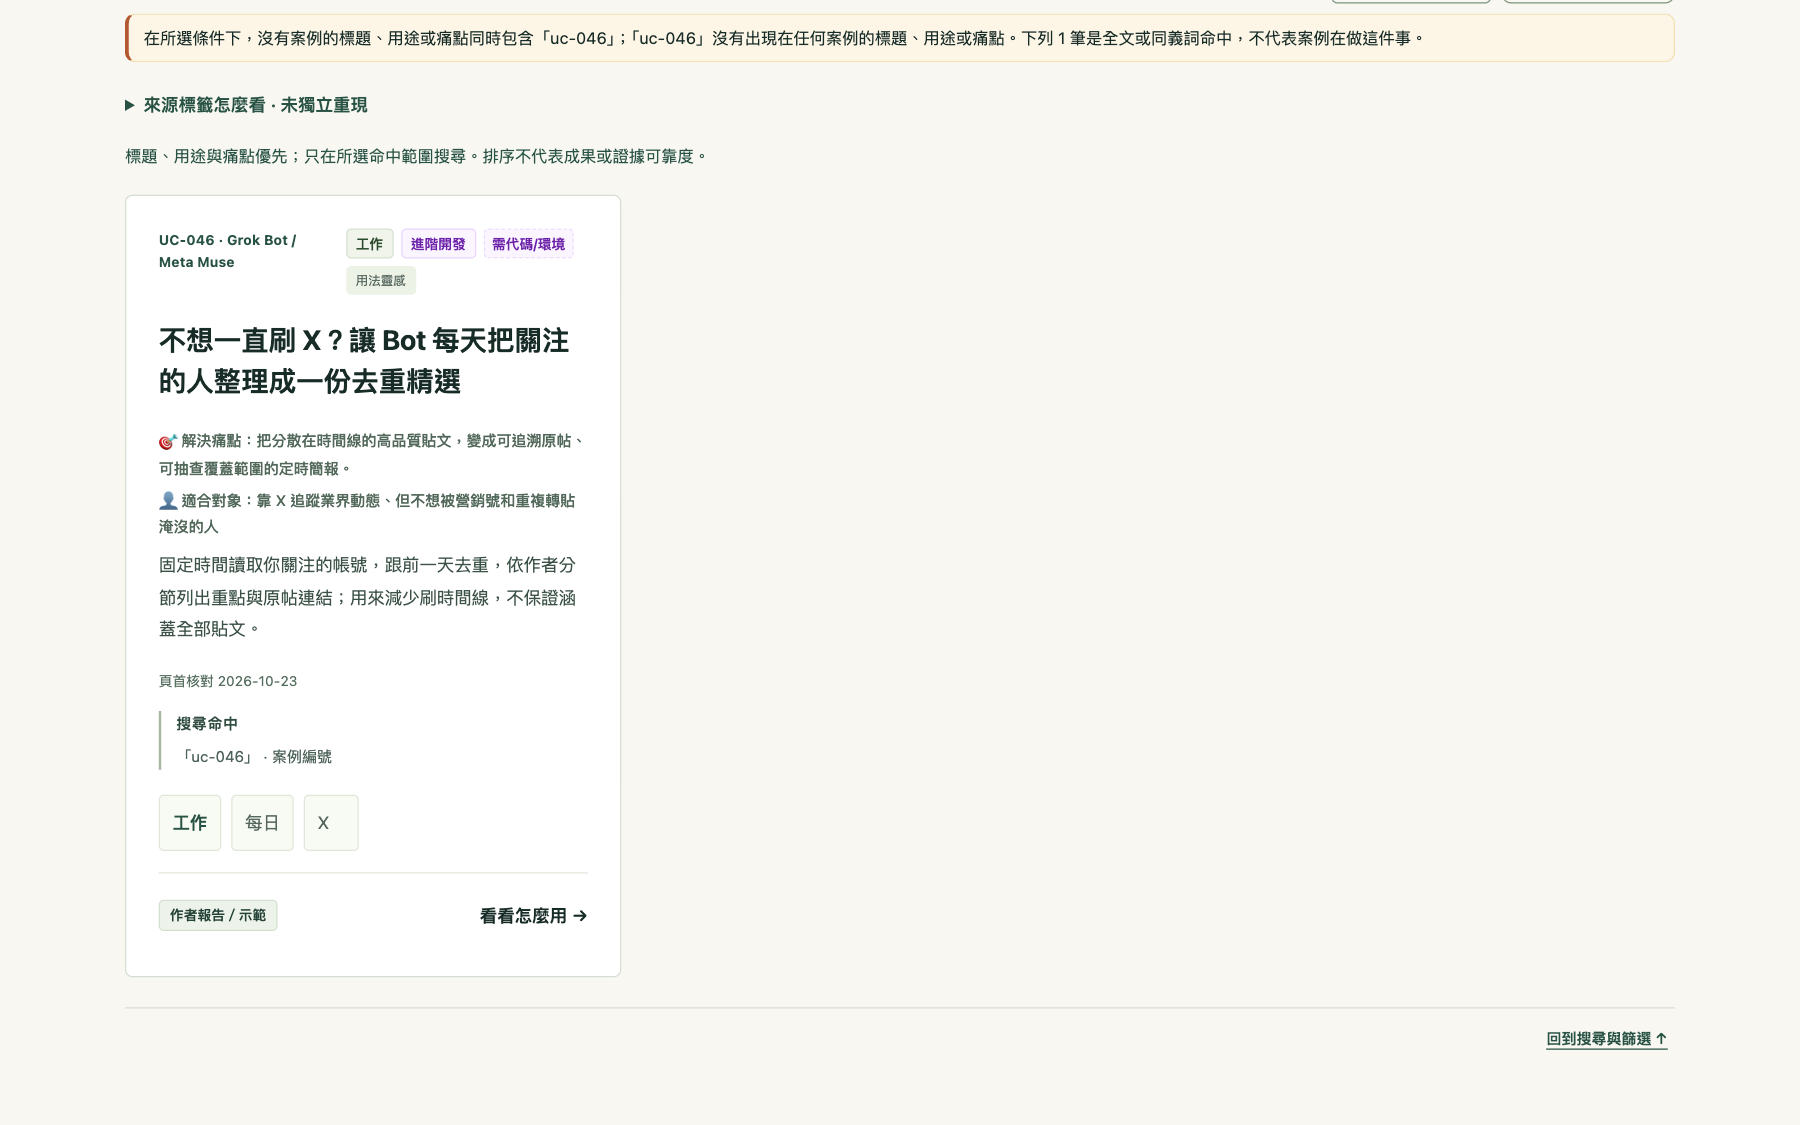 在所選條件下，沒有案例的標題、用途或痛點同時包含「uc-046」；「uc-046」沒有出現在任何案例的標題、用途或痛點。下列 1 筆是全文或同義詞命中，不代表案例在做這件事。
▶ 來源標籤怎麼看 · 未獨立重現
標題、用途與痛點優先；只在所選命中範圍搜尋。排序不代表成果或證據可靠度。
UC-046 · Grok Bot /
Meta Muse
工作 進階開發 需代碼/環境
用法靈感
不想一直刷 X？讓 Bot 每天把關注
的人整理成一份去重精選
🎯 解決痛點：把分散在時間線的高品質貼文，變成可追溯原帖、
可抽查覆蓋範圍的定時簡報。
👤 適合對象：靠 X 追蹤業界動態、但不想被營銷號和重複轉貼
淹沒的人
固定時間讀取你關注的帳號，跟前一天去重，依作者分
節列出重點與原帖連結；用來減少刷時間線，不保證涵
蓋全部貼文。
頁首核對 2026-10-23
搜尋命中
「uc-046」 · 案例編號
工作 每日 X
作者報告 / 示範
看看怎麼用 →
回到搜尋與篩選 ↑